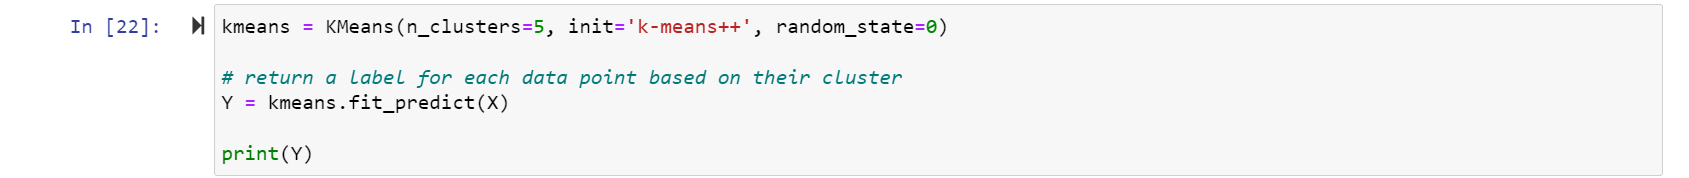 In [22]: kmeans = KMeans(n_clusters=5, init='k-means++', random_state=0)
# return a label for each data point based on their cluster
Y = kmeans.fit_predict(X)
print(Y)